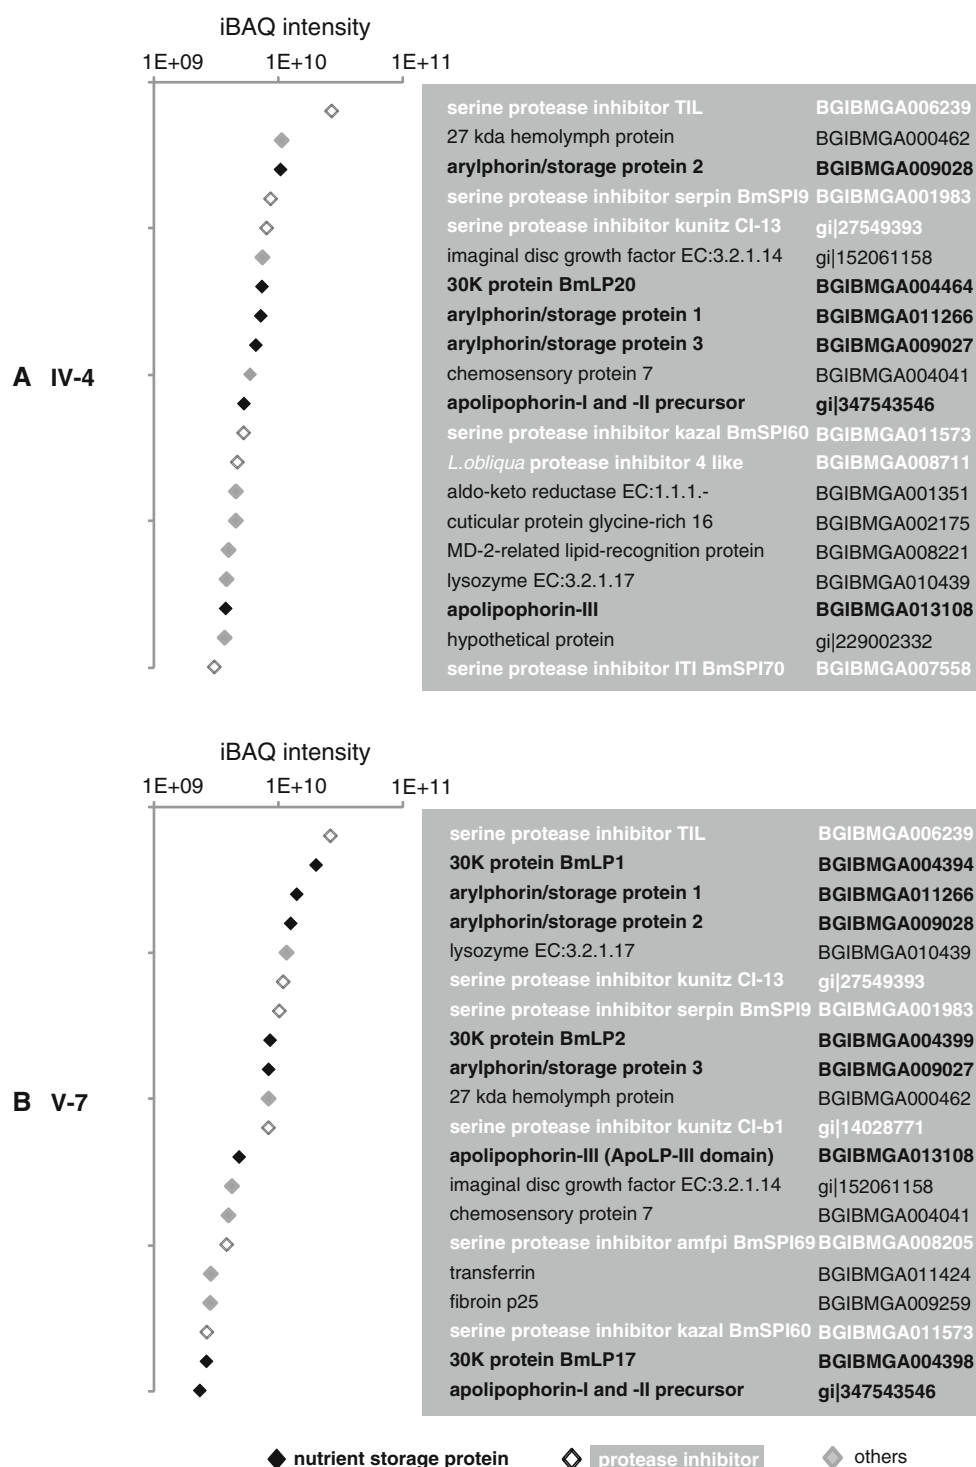 iBAQ intensity
1E+09 1E+10 1E+11
serine protease inhibitor TIL BGIBMGA006239
27 kda hemolymph protein BGIBMGA000462
arylphorin/storage protein 2 BGIBMGA009028
serine protease inhibitor serpin BmSPI9 BGIBMGA001983
serine protease inhibitor kunitz CI-13 gi|27549393
imaginal disc growth factor EC:3.2.1.14 gi|152061158
30K protein BmLP20 BGIBMGA004464
arylphorin/storage protein 1 BGIBMGA011266
arylphorin/storage protein 3 BGIBMGA009027
A IV-4
chemosensory protein 7 BGIBMGA004041
apolipophorin-I and -II precursor gi|347543546
serine protease inhibitor kazal BmSPI60 BGIBMGA011573
L.obliqua protease inhibitor 4 like BGIBMGA008711
aldo-keto reductase EC:1.1.1.- BGIBMGA001351
cuticular protein glycine-rich 16 BGIBMGA002175
MD-2-related lipid-recognition protein BGIBMGA008221
lysozyme EC:3.2.1.17 BGIBMGA010439
apolipophorin-III BGIBMGA013108
hypothetical protein gi|229002332
serine protease inhibitor ITI BmSPI70 BGIBMGA007558
iBAQ intensity
1E+09 1E+10 1E+11
serine protease inhibitor TIL BGIBMGA006239
30K protein BmLP1 BGIBMGA004394
arylphorin/storage protein 1 BGIBMGA011266
arylphorin/storage protein 2 BGIBMGA009028
lysozyme EC:3.2.1.17 BGIBMGA010439
serine protease inhibitor kunitz CI-13 gi|27549393
serine protease inhibitor serpin BmSPI9 BGIBMGA001983
30K protein BmLP2 BGIBMGA004399
arylphorin/storage protein 3 BGIBMGA009027
B V-7
27 kda hemolymph protein BGIBMGA000462
serine protease inhibitor kunitz CI-b1 gi|14028771
apolipophorin-III (ApoLP-III domain) BGIBMGA013108
imaginal disc growth factor EC:3.2.1.14 gi|152061158
chemosensory protein 7 BGIBMGA004041
serine protease inhibitor amfpi BmSPI69 BGIBMGA008205
transferrin BGIBMGA011424
fibroin p25 BGIBMGA009259
serine protease inhibitor kazal BmSPI60 BGIBMGA011573
30K protein BmLP17 BGIBMGA004398
apolipophorin-I and -II precursor gi|347543546
nutrient storage protein protease inhibitor others